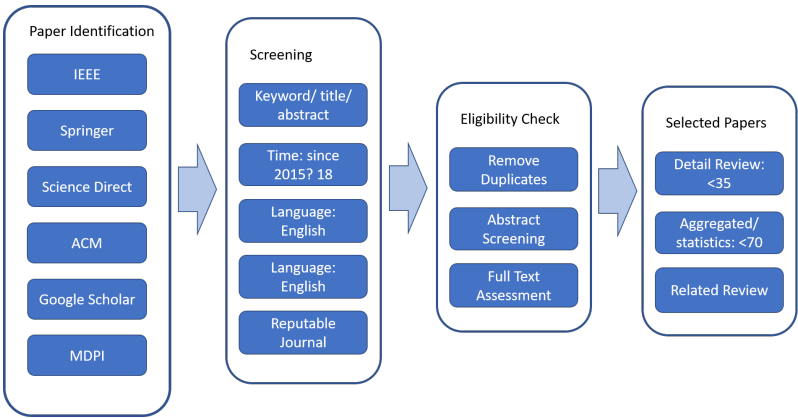 Paper Identification
IEEE
Springer
Science Direct
ACM
Google Scholar
MDPI
Screening
Keyword/ title/
abstract
Time: since
2015? 18
Language:
English
Language:
English
Reputable
Journal
Eligibility Check
Remove
Duplicates
Abstract
Screening
Full Text
Assessment
Selected Papers
Detail Review:
<35
Aggregated/
statistics: <70
Related Review